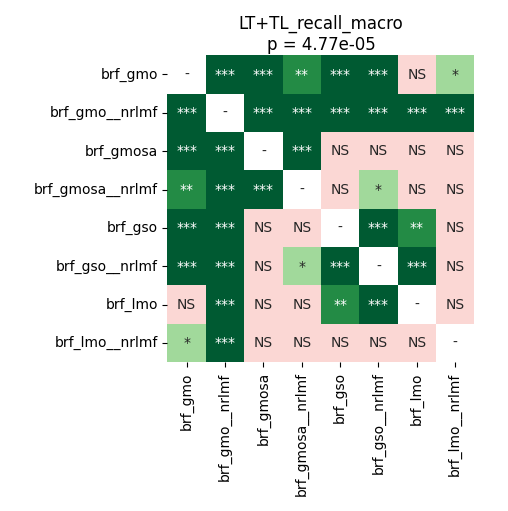 LT+TL_recall_macro
p = 4.77e-05
brf_gmo - *** *** ** *** *** NS *
brf_gmo__nrlmf *** - *** *** *** *** *** ***
brf_gmosa *** *** - *** NS NS NS NS
brf_gmosa__nrlmf ** *** *** - NS * NS NS
brf_gso *** *** NS NS - *** ** NS
brf_gso__nrlmf *** *** NS * *** - *** NS
brf_lmo NS *** NS NS ** *** - NS
brf_lmo__nrlmf * *** NS NS NS NS NS -
brf_gmo
brf_gmo__nrlmf
brf_gmosa
brf_gmosa__nrlmf
brf_gso
brf_gso__nrlmf
brf_lmo
brf_lmo__nrlmf